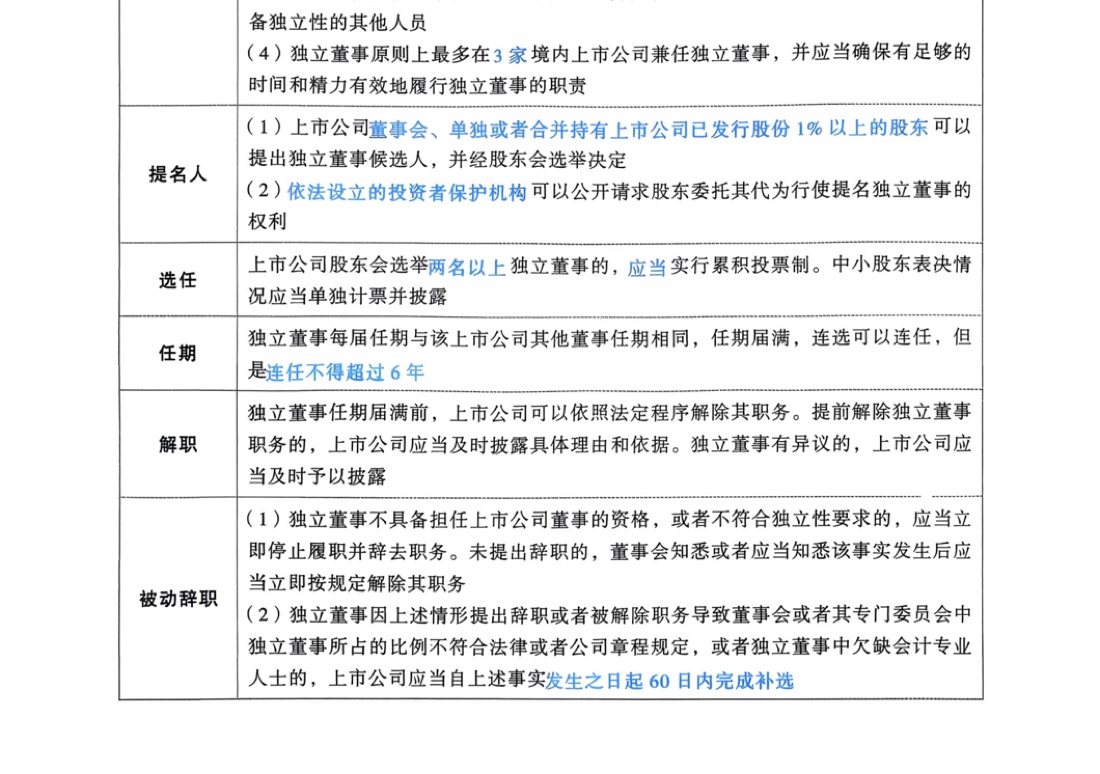 备独立性的其他人员
（4）独立董事原则上最多在3家境内上市公司兼任独立董事，并应当确保有足够的
时间和精力有效地履行独立董事的职责
提名人
（1）上市公司董事会、单独或者合并持有上市公司已发行股份1%以上的股东可以
提出独立董事候选人，并经股东会选举决定
（2）依法设立的投资者保护机构可以公开请求股东委托其代为行使提名独立董事的
权利
选任
上市公司股东会选举两名以上独立董事的，应当实行累积投票制。中小股东表决情
况应当单独计票并披露
任期
独立董事每届任期与该上市公司其他董事任期相同，任期届满，连选可以连任，但
是连任不得超过6年
解职
独立董事任期届满前，上市公司可以依照法定程序解除其职务。提前解除独立董事
职务的，上市公司应当及时披露具体理由和依据。独立董事有异议的，上市公司应
当及时予以披露
被动辞职
（1）独立董事不具备担任上市公司董事的资格，或者不符合独立性要求的，应当立
即停止履职并辞去职务。未提出辞职的，董事会知悉或者应当知悉该事实发生后应
当立即按规定解除其职务
（2）独立董事因上述情形提出辞职或者被解除职务导致董事会或者其专门委员会中
独立董事所占的比例不符合法律或者公司章程规定，或者独立董事中欠缺会计专业
人士的，上市公司应当自上述事实发生之日起60日内完成补选